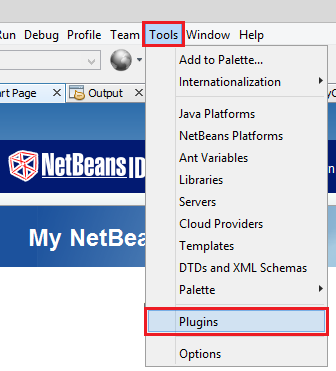 Run Debug Profile Team Tools Window Help
Add to Palette...
rt Page Output
Internationalization
Java Platforms
NetBeans Platforms
Ant Variables
NetBeans ID
Libraries
Servers
Cloud Providers
My NetBea
Templates
DTDs and XML Schemas
Palette
Plugins
Options